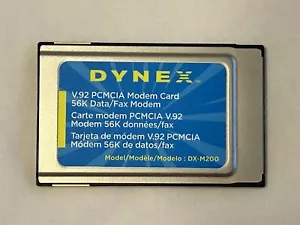 DYNEX™
V.92 PCMCIA Modem Card
56K Data/Fax Modem
Carte modem PCMCIA V.92
Modem 56K données/fax
Tarjeta de módem V.92 PCMCIA
Módem 56K de datos/fax
Model/Modèle/Modelo : DX-M200